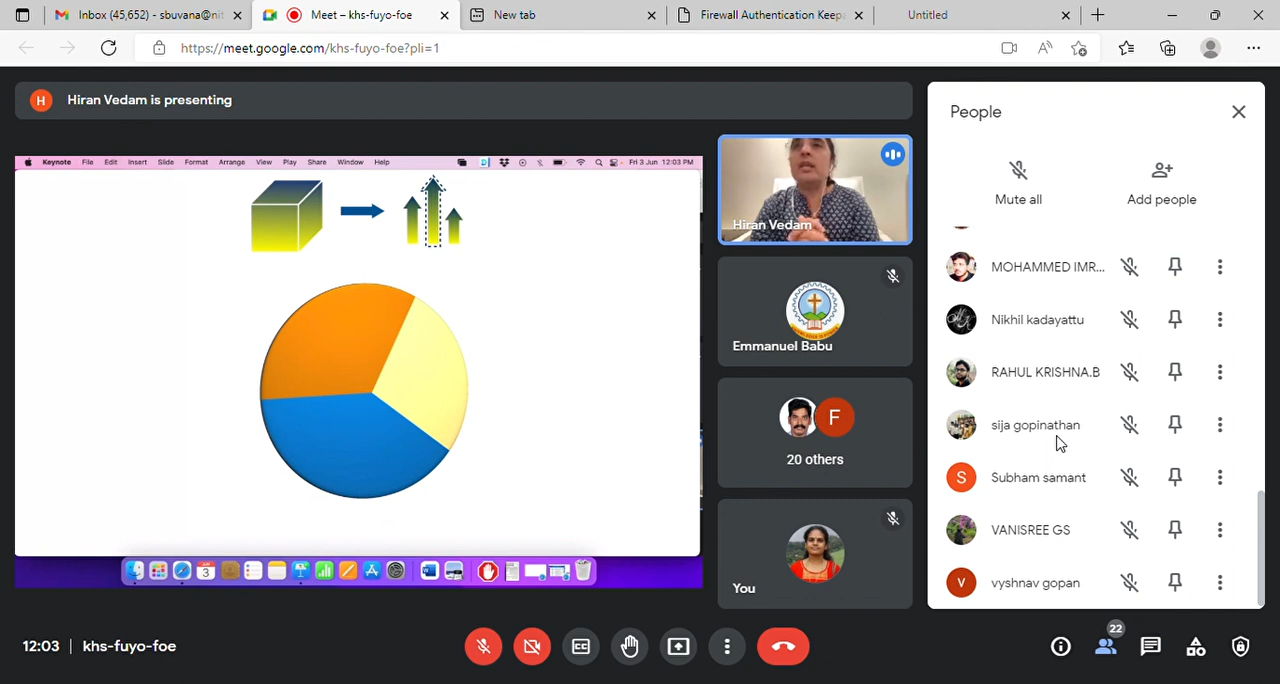 Inbox (45,652) - sbuvana@nit
Meet – khs-fuyo-foe
New tab
Firewall Authentication Keepa
Untitled
https://meet.google.com/khs-fuyo-foe?pli=1
H
Hiran Vedam is presenting
Keynote File Edit Insert Slide Format Arrange View Play Share Window Help
Fri 3 Jun 12:03 PM
Hiran Vedam
Emmanuel Babu
F
20 others
You
People
Mute all
Add people
MOHAMMED IMR...
Nikhil kadayattu
RAHUL KRISHNA.B
sija gopinathan
S
Subham samant
VANISREE GS
V
vyshnav gopan
12:03 | khs-fuyo-foe
22